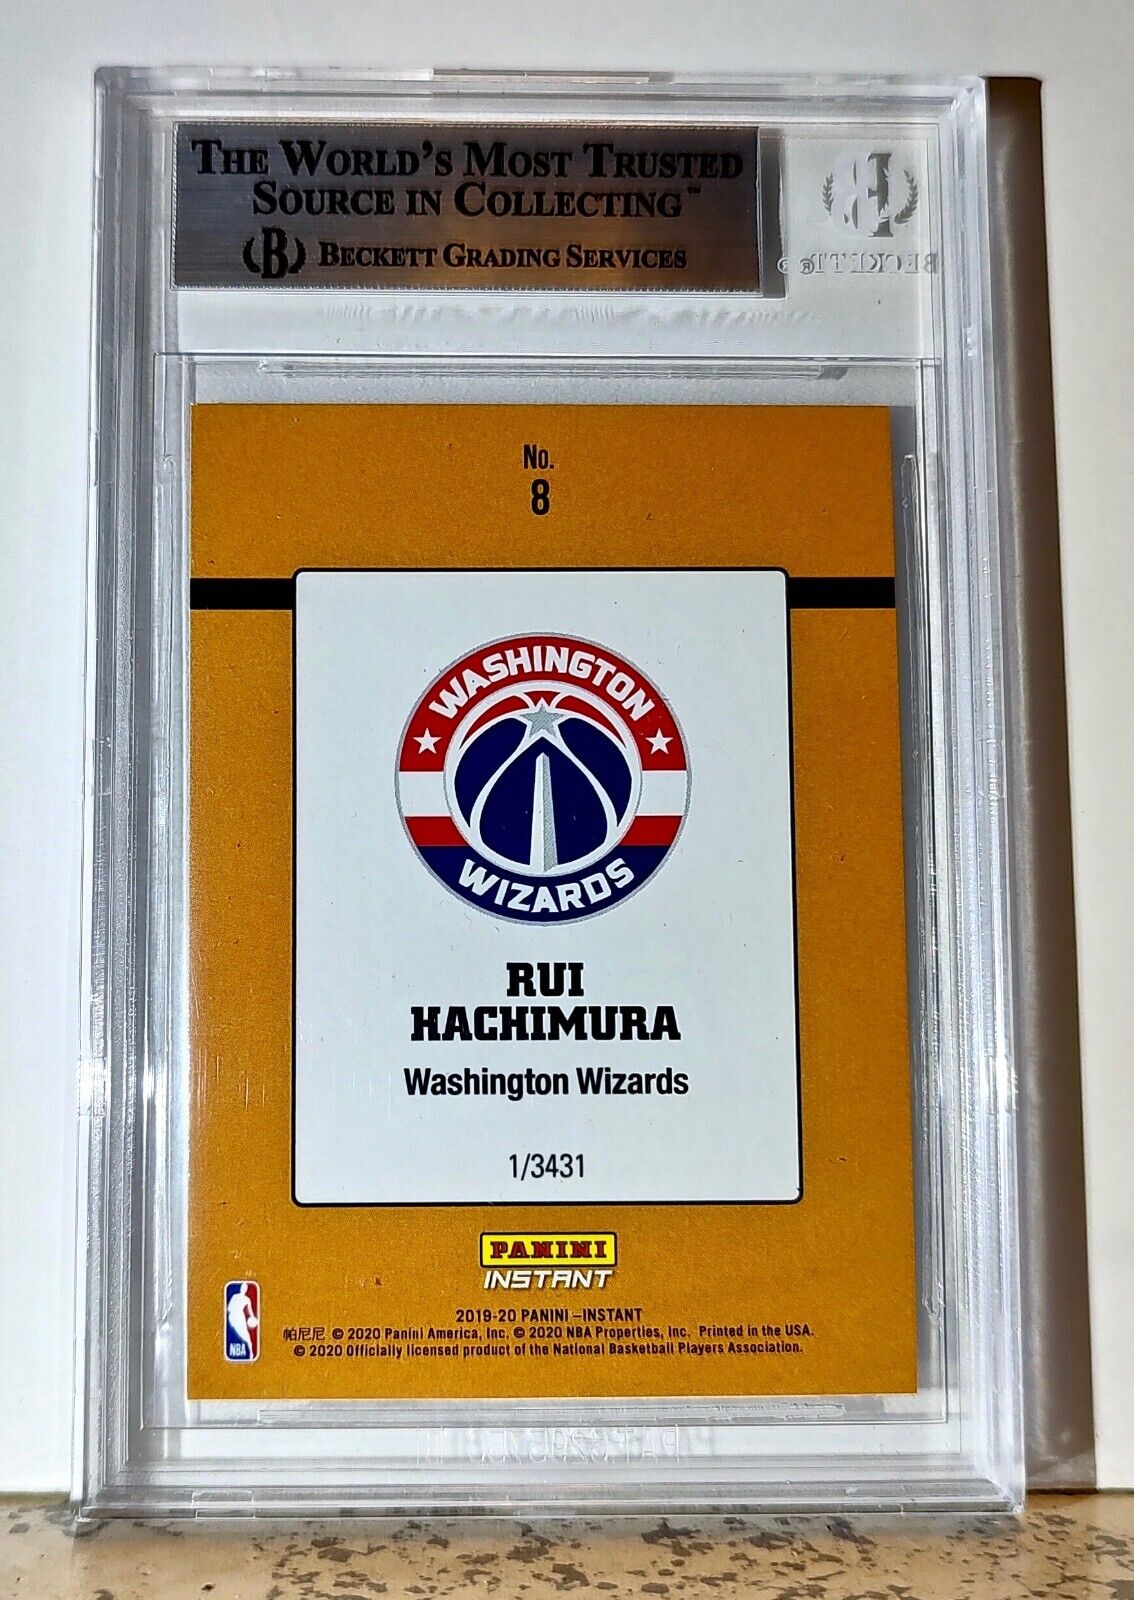 THE WORLD'S MOST TRUSTED
SOURCE IN COLLECTING™
B BECKETT GRADING SERVICES
BECKETT®
No.
8
WASHINGTON
WIZARDS
RUI
HACHIMURA
Washington Wizards
1/3431
PANINI
INSTANT
2019-20 PANINI –INSTANT
帕尼尼 © 2020 Panini America, Inc. © 2020 NBA Properties, Inc. Printed in the USA.
© 2020 Officially licensed product of the National Basketball Players Association.
NBA